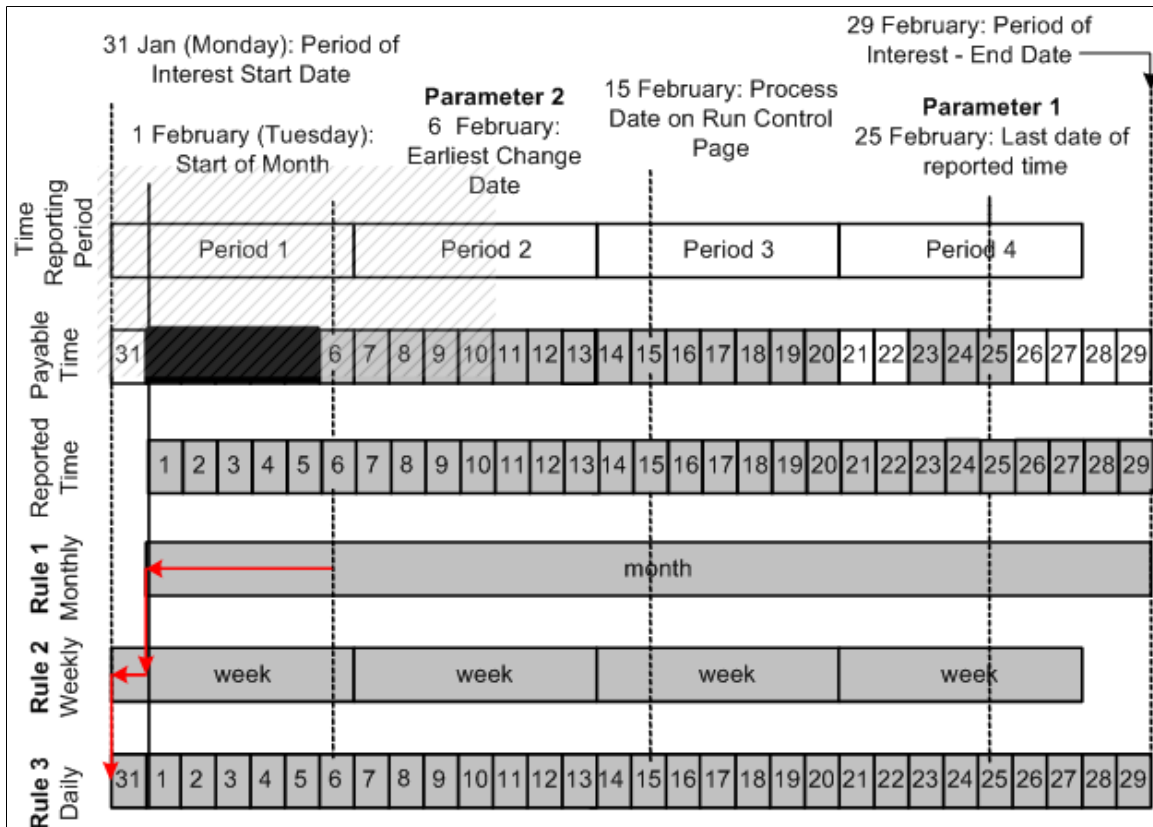 31 Jan (Monday): Period of
Interest Start Date
29 February: Period of
Interest - End Date
1 February (Tuesday):
Start of Month
Parameter 2
6 February:
Earliest Change
Date
15 February: Process
Date on Run Control
Page
Parameter 1
25 February: Last date of
reported time
Time
Reporting
Period
Period 1 Period 2 Period 3 Period 4
Payable
Time
31 6 7 8 9 10 11 12 13 14 15 16 17 18 19 20 21 22 23 24 25 26 27 28 29
Reported
Time
1 2 3 4 5 6 7 8 9 10 11 12 13 14 15 16 17 18 19 20 21 22 23 24 25 26 27 28 29
Rule 1
Monthly
month
Rule 2
Weekly
week week week week
Rule 3
Daily
31 1 2 3 4 5 6 7 8 9 10 11 12 13 14 15 16 17 18 19 20 21 22 23 24 25 26 27 28 29